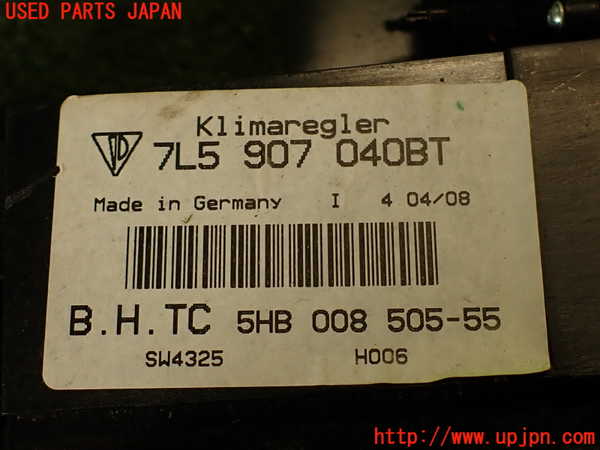 USED PARTS JAPAN
Klimaregler
7L5 907 040BT
Made in Germany I 4 04/08
B.H.TC 5HB 008 505-55
SW4325 H006
http://www.upjpn.com/